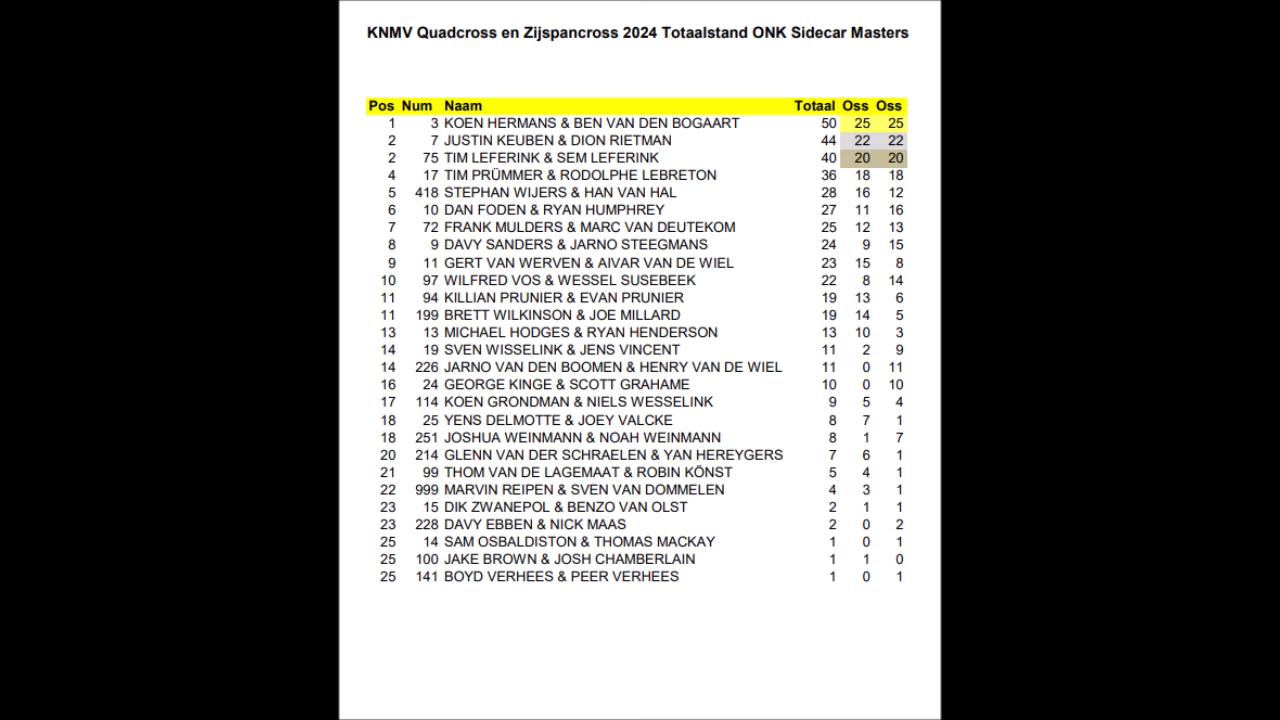 KNMV Quadcross en Zijspancross 2024 Totaalstand ONK Sidecar Masters
Pos Num Naam Totaal Oss Oss
1 3 KOEN HERMANS & BEN VAN DEN BOGAART 50 25 25
2 7 JUSTIN KEUBEN & DION RIETMAN 44 22 22
2 75 TIM LEFERINK & SEM LEFERINK 40 20 20
4 17 TIM PRÜMMER & RODOLPHE LEBRETON 36 18 18
5 418 STEPHAN WIJERS & HAN VAN HAL 28 16 12
6 10 DAN FODEN & RYAN HUMPHREY 27 11 16
7 72 FRANK MULDERS & MARC VAN DEUTEKOM 25 12 13
8 9 DAVY SANDERS & JARNO STEEGMANS 24 9 15
9 11 GERT VAN WERVEN & AIVAR VAN DE WIEL 23 15 8
10 97 WILFRED VOS & WESSEL SUSEBEEK 22 8 14
11 94 KILLIAN PRUNIER & EVAN PRUNIER 19 13 6
11 199 BRETT WILKINSON & JOE MILLARD 19 14 5
13 13 MICHAEL HODGES & RYAN HENDERSON 13 10 3
14 19 SVEN WISSELINK & JENS VINCENT 11 2 9
14 226 JARNO VAN DEN BOOMEN & HENRY VAN DE WIEL 11 0 11
16 24 GEORGE KINGE & SCOTT GRAHAME 10 0 10
17 114 KOEN GRONDMAN & NIELS WESSELINK 9 5 4
18 25 YENS DELMOTTE & JOEY VALCKE 8 7 1
18 251 JOSHUA WEINMANN & NOAH WEINMANN 8 1 7
20 214 GLENN VAN DER SCHRAELEN & YAN HEREYGERS 7 6 1
21 99 THOM VAN DE LAGEMAAT & ROBIN KÖNST 5 4 1
22 999 MARVIN REIPEN & SVEN VAN DOMMELEN 4 3 1
23 15 DIK ZWANEPOL & BENZO VAN OLST 2 1 1
23 228 DAVY EBBEN & NICK MAAS 2 0 2
25 14 SAM OSBALDISTON & THOMAS MACKAY 1 0 1
25 100 JAKE BROWN & JOSH CHAMBERLAIN 1 1 0
25 141 BOYD VERHEES & PEER VERHEES 1 0 1